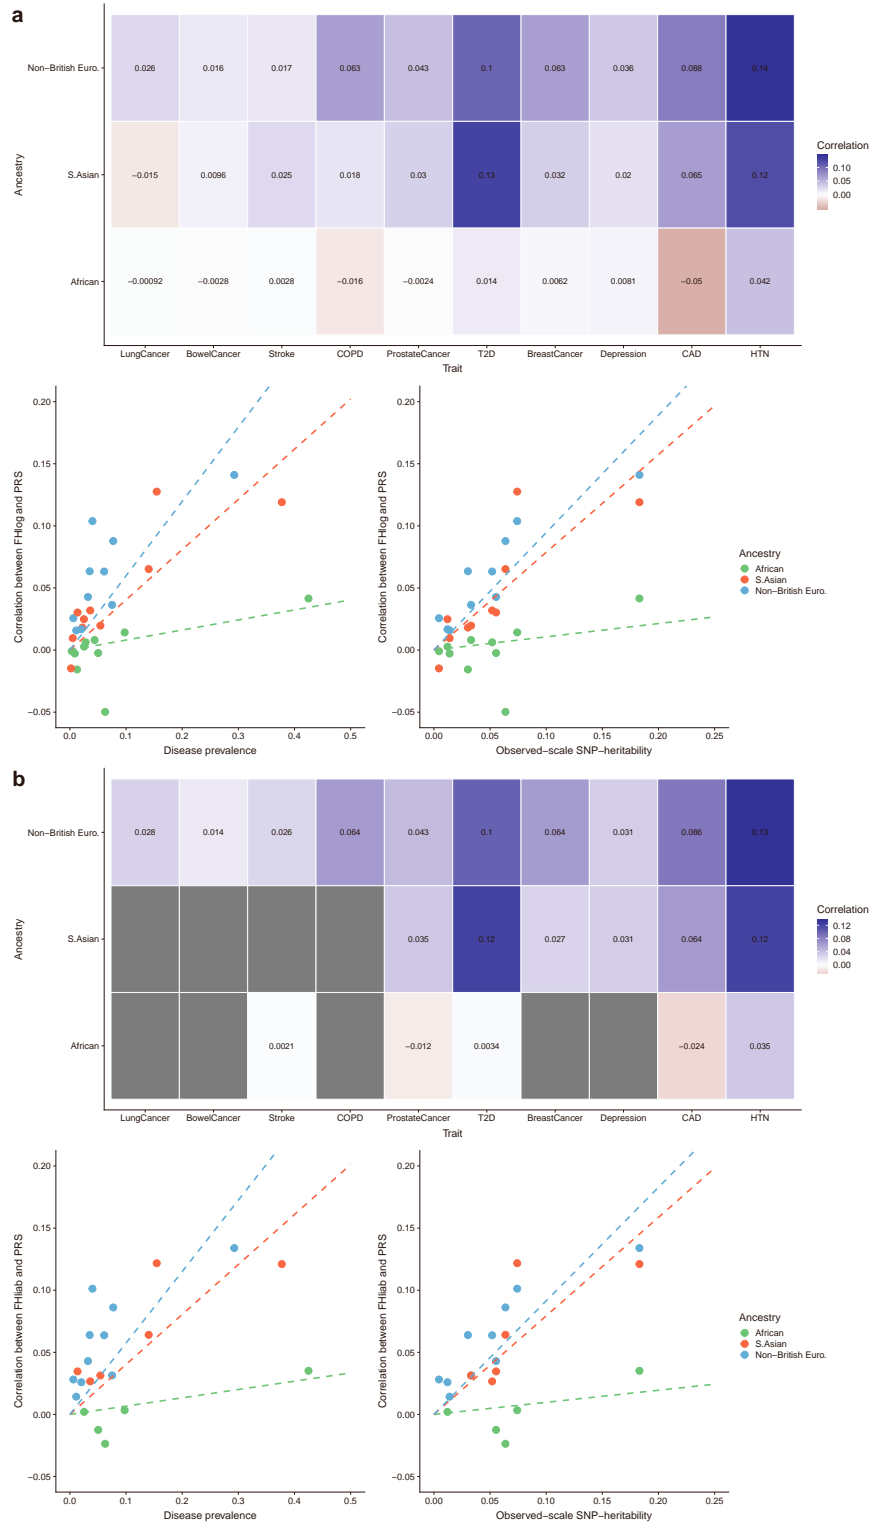 a
Non−British Euro.
0.026 0.016 0.017 0.063 0.043 0.1 0.063 0.036 0.088 0.14
S.Asian
−0.015 0.0096 0.025 0.018 0.03 0.13 0.032 0.02 0.065 0.12
African
−0.00092 −0.0028 0.0028 −0.016 −0.0024 0.014 0.0062 0.0081 −0.05 0.042
Ancestry
LungCancer BowelCancer Stroke COPD ProstateCancer T2D BreastCancer Depression CAD HTN
Trait
Correlation
0.10
0.05
0.00
Correlation between FHlog and PRS
0.20
0.15
0.10
0.05
0.00
−0.05
0.0 0.1 0.2 0.3 0.4 0.5
Disease prevalence
Correlation between FHlog and PRS
0.20
0.15
0.10
0.05
0.00
−0.05
0.00 0.05 0.10 0.15 0.20 0.25
Observed−scale SNP−heritability
Ancestry
African
S.Asian
Non−British Euro.
b
Non−British Euro.
0.028 0.014 0.026 0.064 0.043 0.1 0.064 0.031 0.086 0.13
S.Asian
0.035 0.12 0.027 0.031 0.064 0.12
African
0.0021 −0.012 0.0034 −0.024 0.035
Ancestry
LungCancer BowelCancer Stroke COPD ProstateCancer T2D BreastCancer Depression CAD HTN
Trait
Correlation
0.12
0.08
0.04
0.00
Correlation between FHliab and PRS
0.20
0.15
0.10
0.05
0.00
−0.05
0.0 0.1 0.2 0.3 0.4 0.5
Disease prevalence
Correlation between FHliab and PRS
0.20
0.15
0.10
0.05
0.00
−0.05
0.00 0.05 0.10 0.15 0.20 0.25
Observed−scale SNP−heritability
Ancestry
African
S.Asian
Non−British Euro.